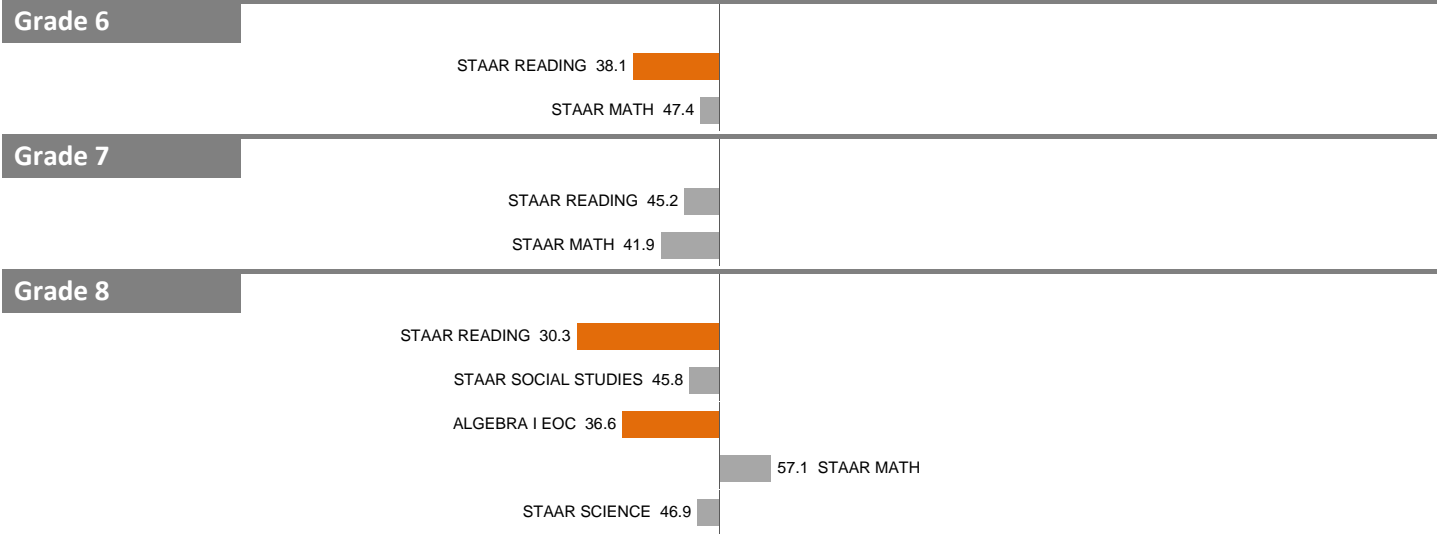 Grade 6
STAAR READING 38.1
STAAR MATH 47.4
Grade 7
STAAR READING 45.2
STAAR MATH 41.9
Grade 8
STAAR READING 30.3
STAAR SOCIAL STUDIES 45.8
ALGEBRA I EOC 36.6
57.1 STAAR MATH
STAAR SCIENCE 46.9